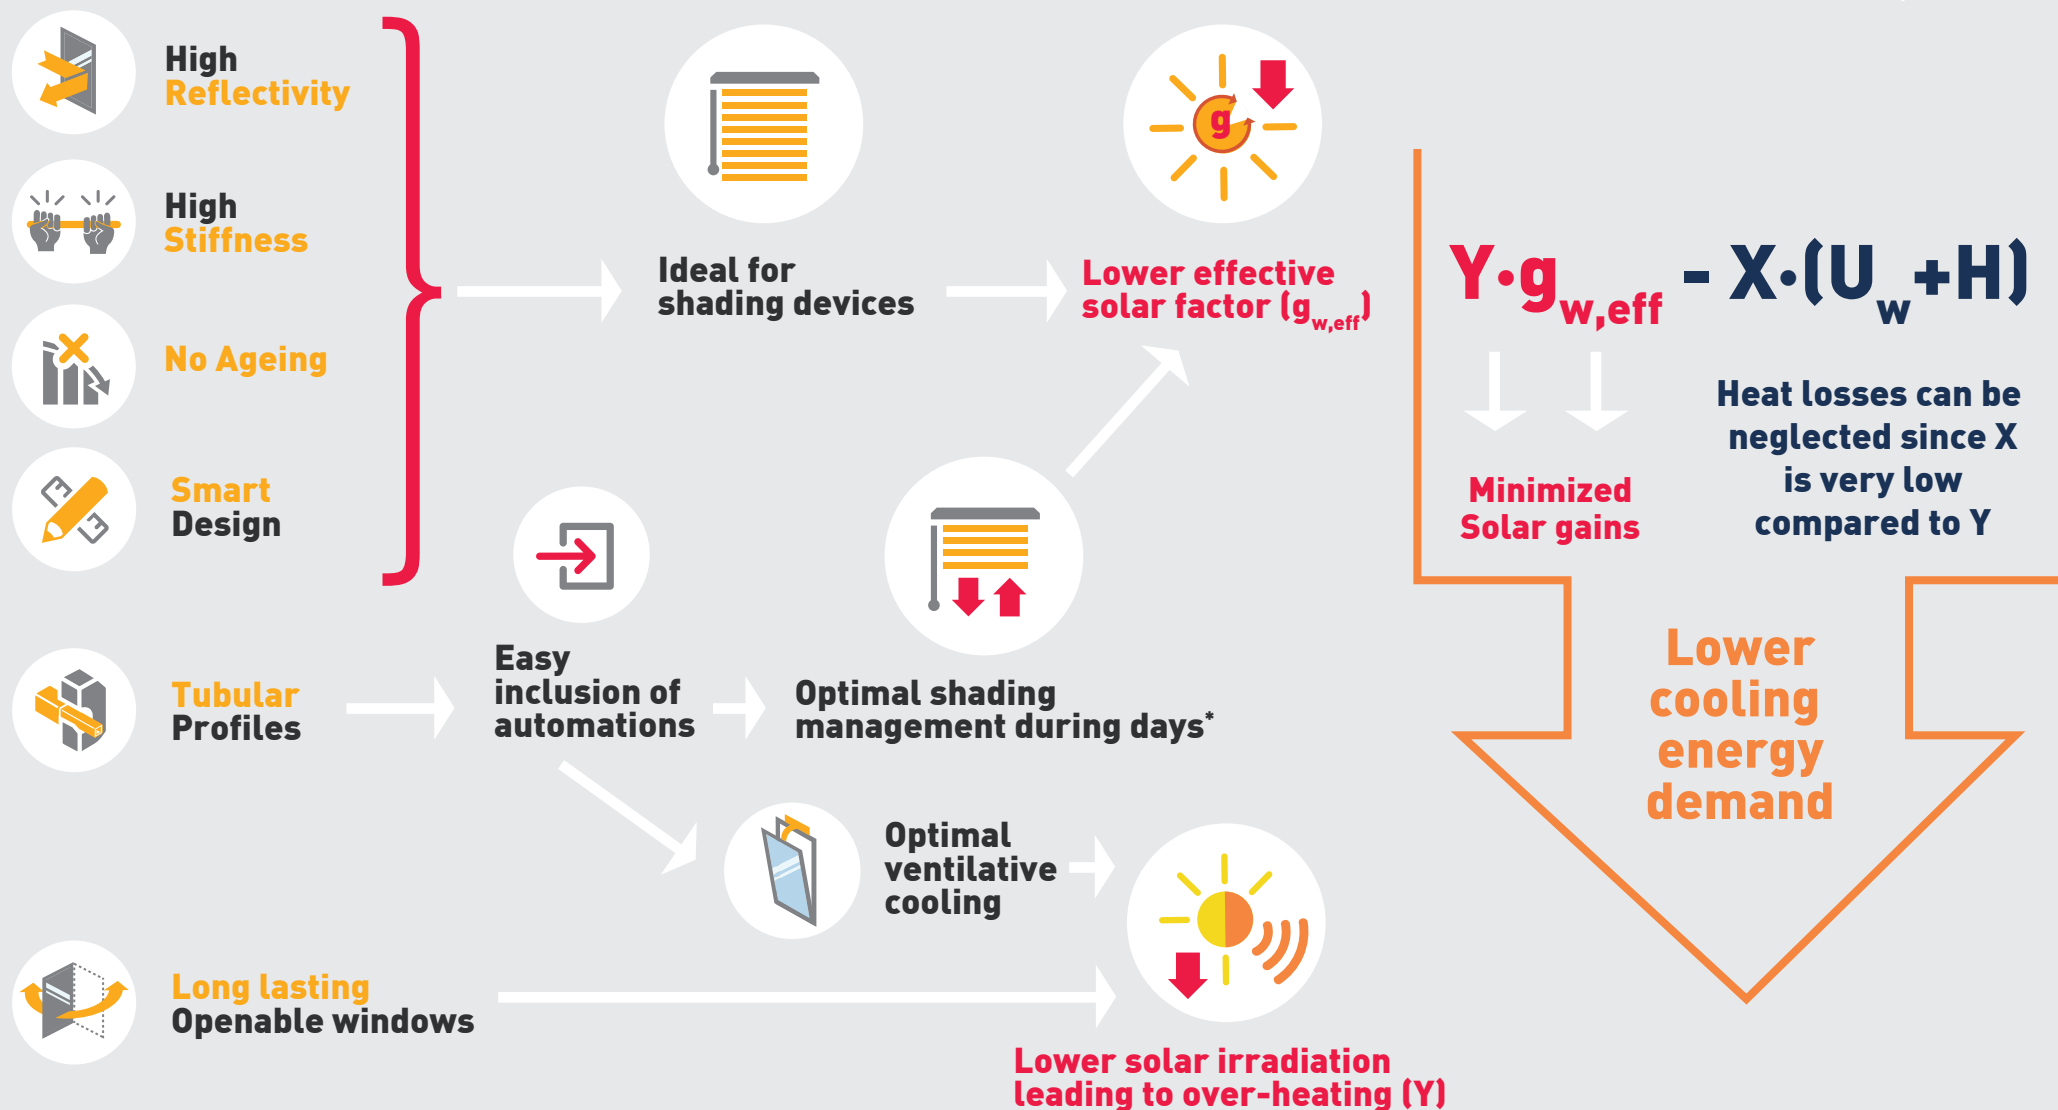 High
Reflectivity
High
Stiffness
No Ageing
Smart
Design
Tubular
Profiles
Long lasting
Openable windows
Ideal for
shading devices
Easy
inclusion of
automations
Optimal shading
management during days*
Optimal
ventilative
cooling
g
Lower effective
solar factor (gw,eff)
Lower solar irradiation
leading to over-heating (Y)
Y·gw,eff - X·(Uw+H)
Minimized
Solar gains
Heat losses can be
neglected since X
is very low
compared to Y
Lower
cooling
energy
demand